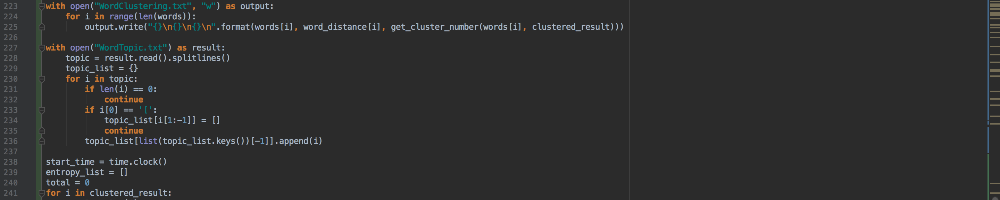 223 with open("WordClustering.txt", "w") as output:
224     for i in range(len(words)):
225         output.write("{}\n{}\n{}\n".format(words[i], word_distance[i], get_cluster_number(words[i], clustered_result)))
226
227 with open("WordTopic.txt") as result:
228     topic = result.read().splitlines()
229     topic_list = {}
230     for i in topic:
231         if len(i) == 0:
232             continue
233         if i[0] == '[':
234             topic_list[i[1:-1]] = []
235             continue
236         topic_list[list(topic_list.keys())[-1]].append(i)
237
238 start_time = time.clock()
239 entropy_list = []
240 total = 0
241 for i in clustered_result: